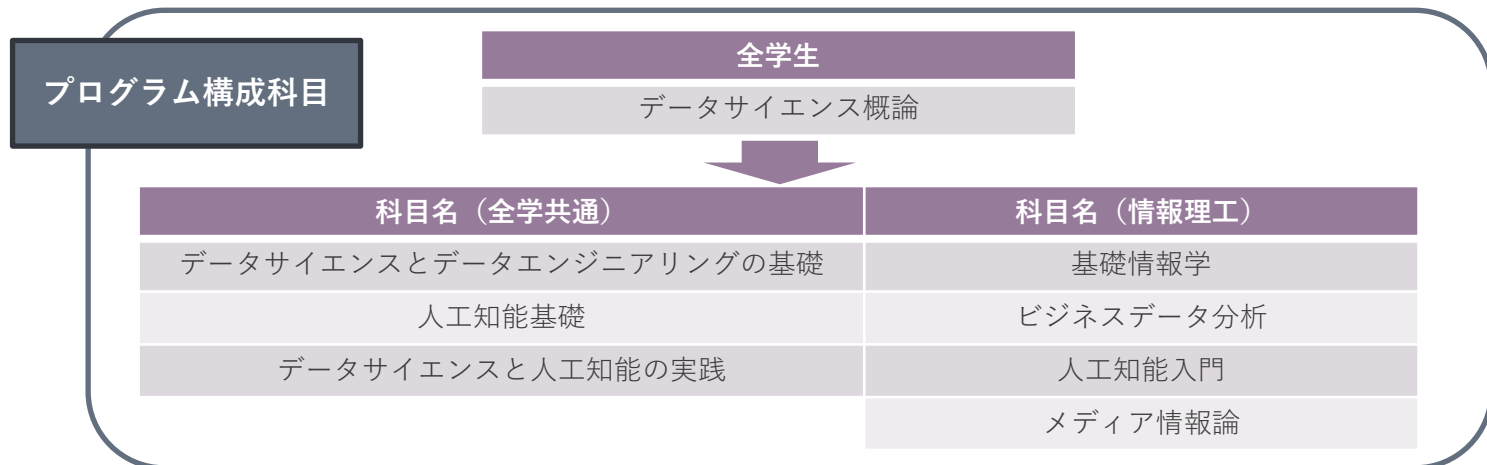 プログラム構成科目
全学生
データサイエンス概論
科目名（全学共通）
科目名（情報理工）
データサイエンスとデータエンジニアリングの基礎
基礎情報学
人工知能基礎
ビジネスデータ分析
データサイエンスと人工知能の実践
人工知能入門
メディア情報論